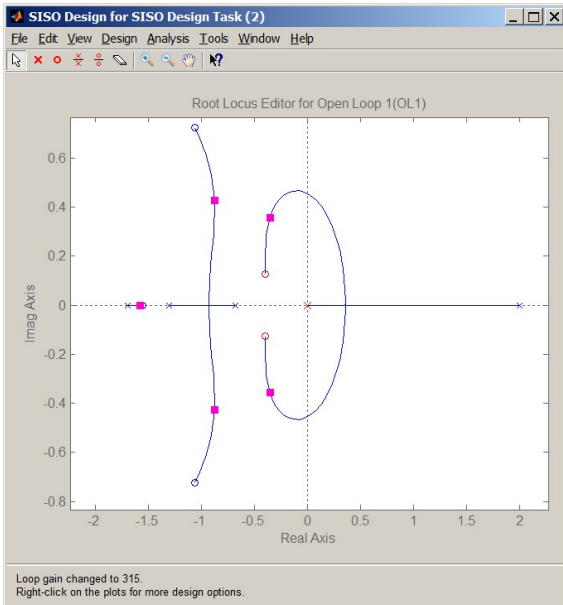 SISO Design for SISO Design Task (2)
File Edit View Design Analysis Tools Window Help
Root Locus Editor for Open Loop 1(OL1)
0.6
0.4
0.2
0
-0.2
-0.4
-0.6
-0.8
Imag Axis
-2 -1.5 -1 -0.5 0 0.5 1 1.5 2
Real Axis
Loop gain changed to 315.
Right-click on the plots for more design options.